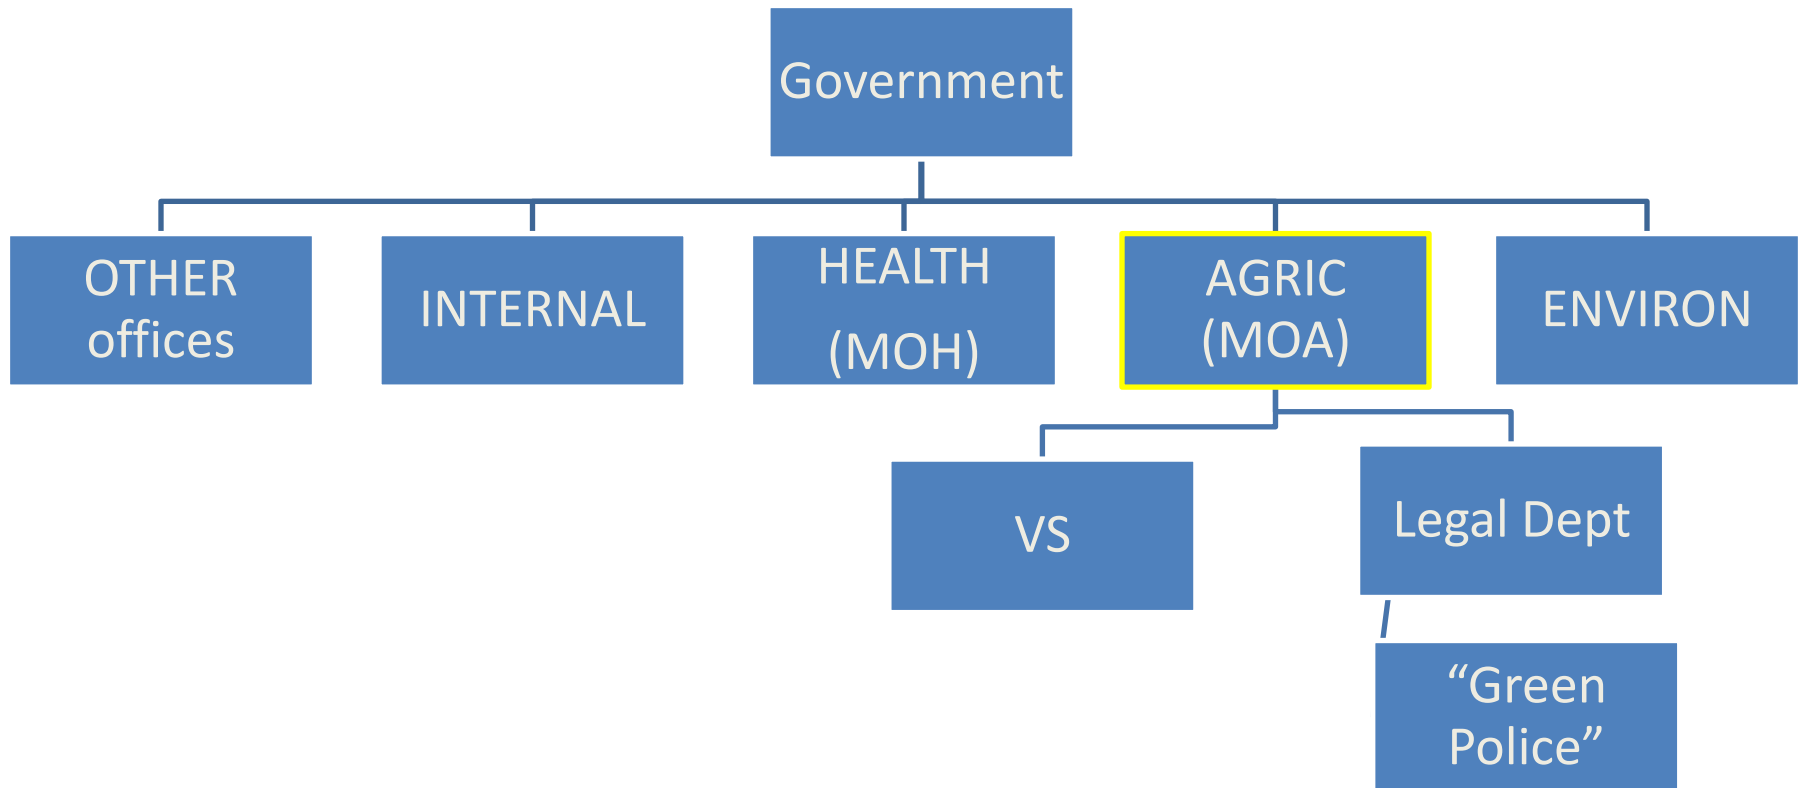 Government
OTHER
offices
INTERNAL
HEALTH
(MOH)
AGRIC
(MOA)
ENVIRON
VS
Legal Dept
“Green
Police”